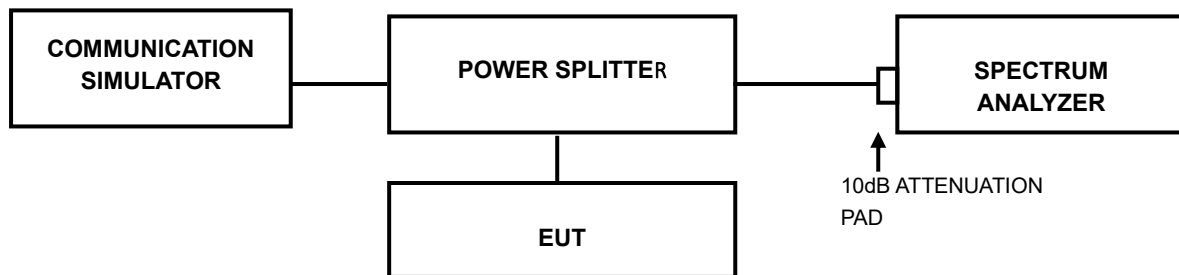 COMMUNICATION
SIMULATOR
POWER SPLITTER
SPECTRUM
ANALYZER
10dB ATTENUATION
PAD
EUT